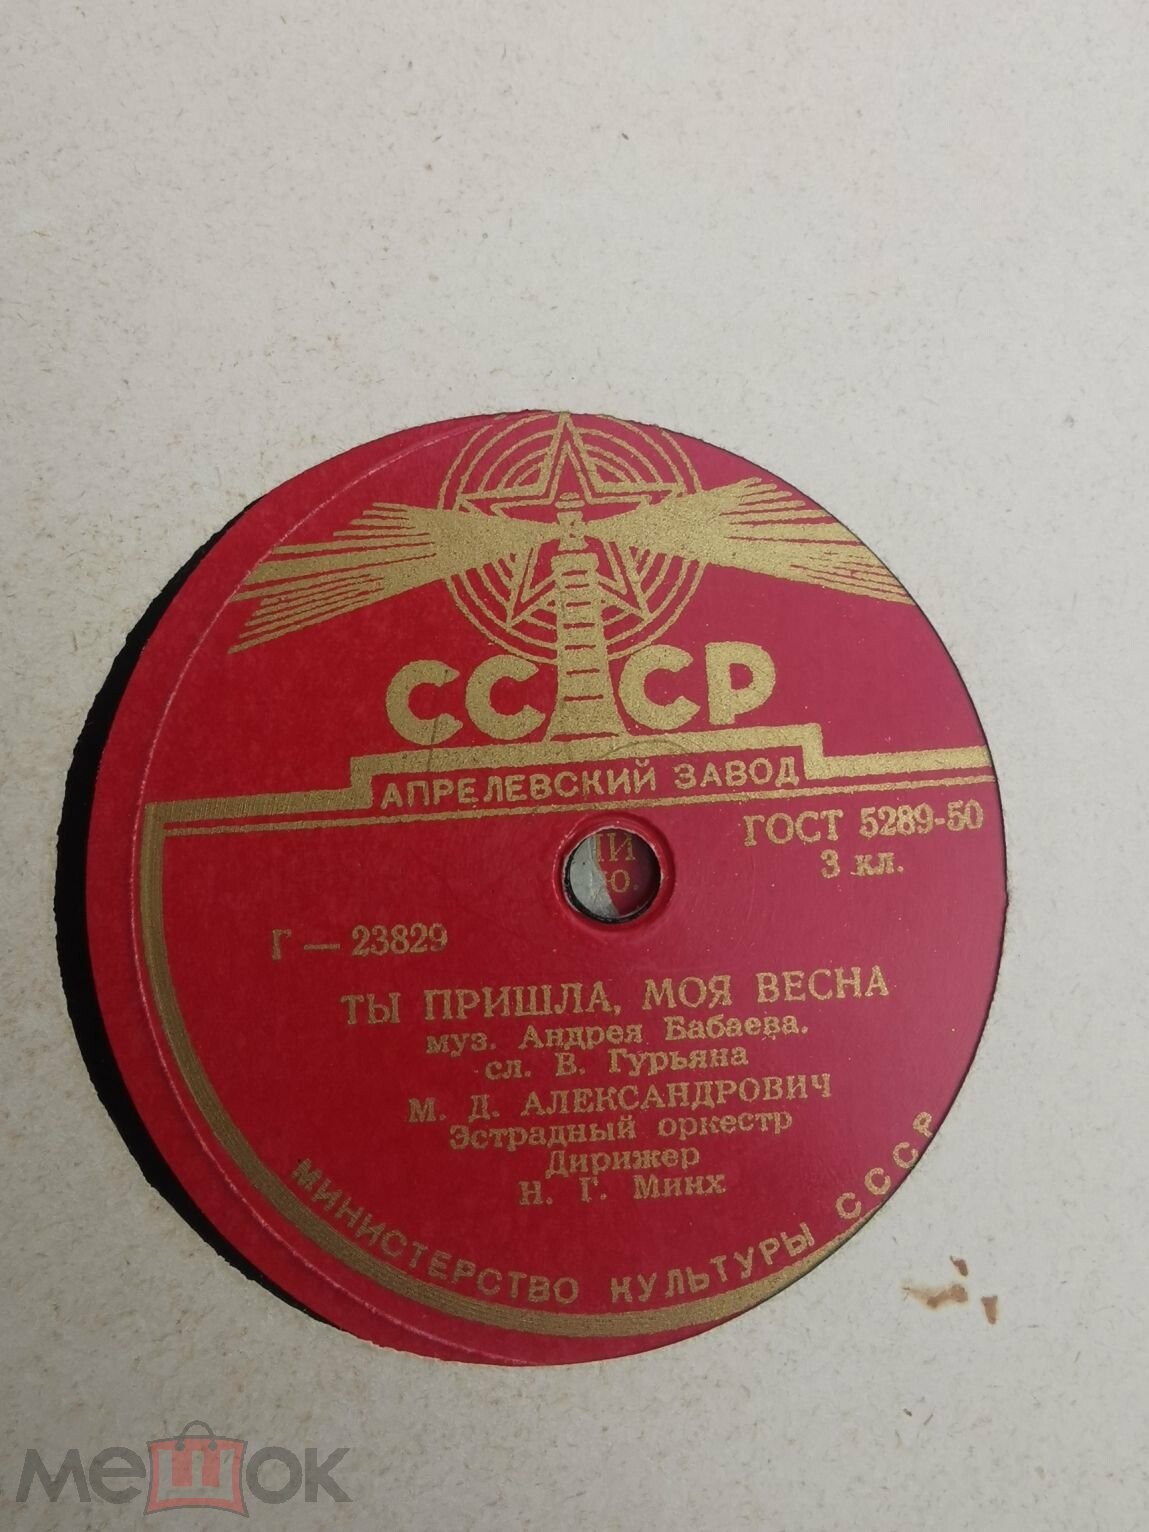 СССР
АПРЕЛЕВСКИЙ ЗАВОД
ГОСТ 5289-50
3 кл.
Г — 23829
ТЫ ПРИШЛА, МОЯ ВЕСНА
муз. Андрея Бабаева.
сл. В. Гурьяна
М. Д. АЛЕКСАНДРОВИЧ
Эстрадный оркестр
Дирижер
Н. Г. Минх
МИНИСТЕРСТВО КУЛЬТУРЫ СССР
мешок